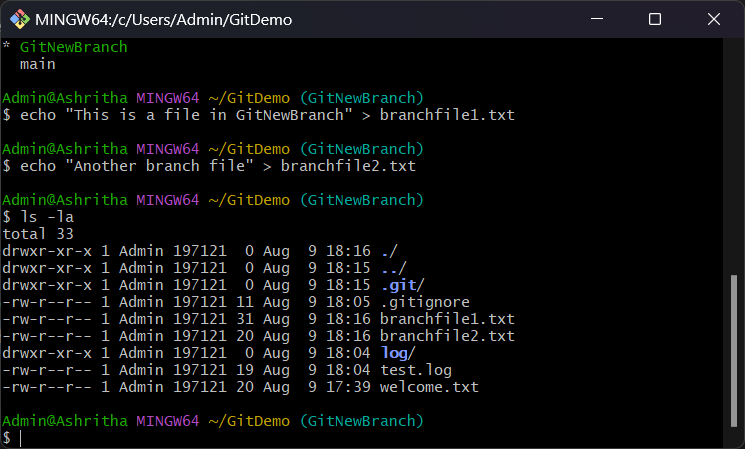 MINGW64:/c/Users/Admin/GitDemo
* GitNewBranch
  main
Admin@Ashritha MINGW64 ~/GitDemo (GitNewBranch)
$ echo "This is a file in GitNewBranch" > branchfile1.txt
Admin@Ashritha MINGW64 ~/GitDemo (GitNewBranch)
$ echo "Another branch file" > branchfile2.txt
Admin@Ashritha MINGW64 ~/GitDemo (GitNewBranch)
$ ls -la
total 33
drwxr-xr-x 1 Admin 197121  0 Aug  9 18:16 ./
drwxr-xr-x 1 Admin 197121  0 Aug  9 18:15 ../
drwxr-xr-x 1 Admin 197121  0 Aug  9 18:15 .git/
-rw-r--r-- 1 Admin 197121 11 Aug  9 18:05 .gitignore
-rw-r--r-- 1 Admin 197121 31 Aug  9 18:16 branchfile1.txt
-rw-r--r-- 1 Admin 197121 20 Aug  9 18:16 branchfile2.txt
drwxr-xr-x 1 Admin 197121  0 Aug  9 18:04 log/
-rw-r--r-- 1 Admin 197121 19 Aug  9 18:04 test.log
-rw-r--r-- 1 Admin 197121 20 Aug  9 17:39 welcome.txt
Admin@Ashritha MINGW64 ~/GitDemo (GitNewBranch)
$